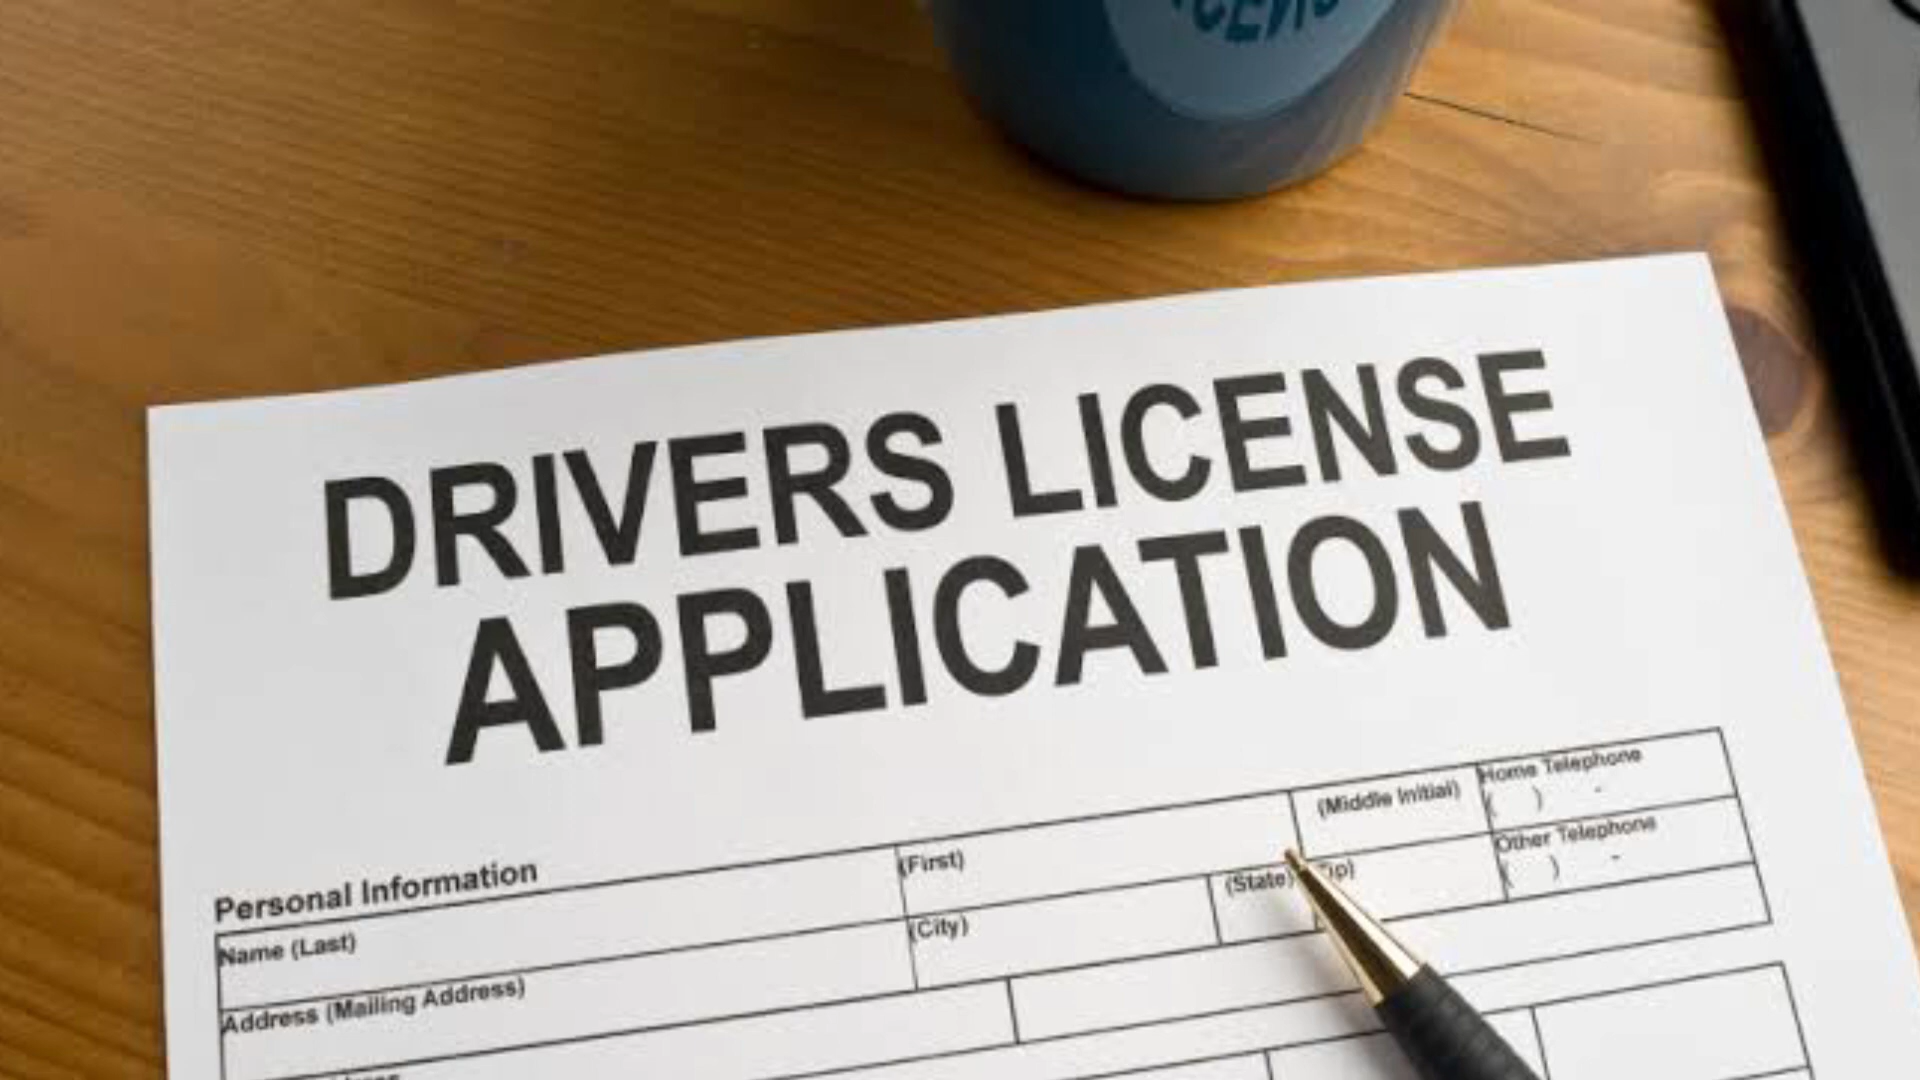 DRIVERS LICENSE
APPLICATION
Personal Information
Name (Last)
(First)
(Middle Initial)
Home Telephone
( ) -
Address (Mailing Address)
(City)
(State)
Other Telephone
( ) -